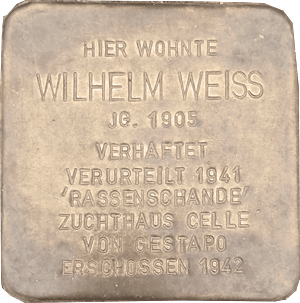 HIER WOHNTE
WILHELM WEISS
JG. 1905
VERHAFTET
VERURTEILT 1941
'RASSENSCHANDE'
ZUCHTHAUS CELLE
VON GESTAPO
ERSCHOSSEN 1942